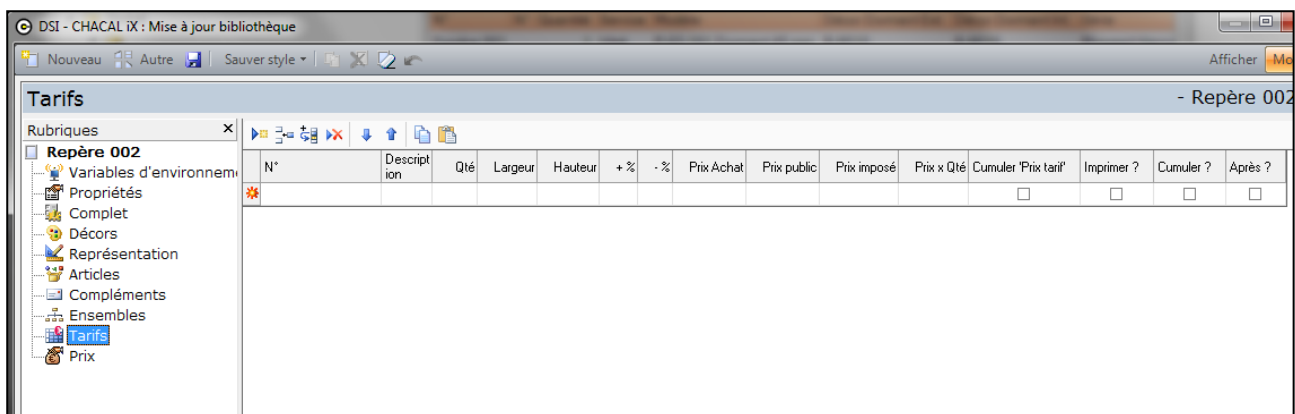 DSI - CHACAL iX : Mise à jour bibliothèque
Nouveau Autre Sauver style Afficher Mo
Tarifs - Repère 002
Rubriques x
Repère 002
Variables d'environnem
Propriétés
Complet
Décors
Représentation
Articles
Compléments
Ensembles
Tarifs
Prix
N° Descript Qté Largeur Hauteur + % - % Prix Achat Prix public Prix imposé Prix x Qté Cumuler 'Prix tarif' Imprimer ? Cumuler ? Après ?
ion